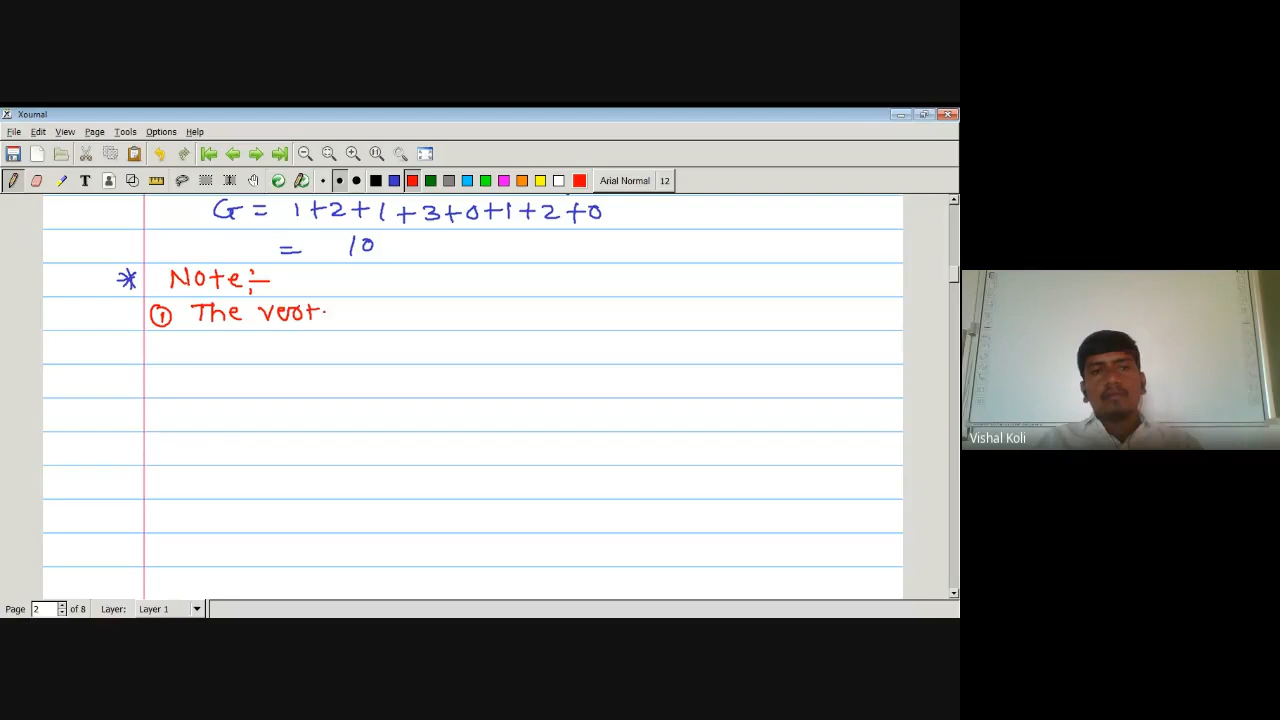 Xournal
File Edit View Page Tools Options Help
Arial Normal 12
G = 1+2+1+3+0+1+2+0
= 10
* Note:-
① The vert.
Page 2 of 8 Layer: Layer 1
Vishal Koli